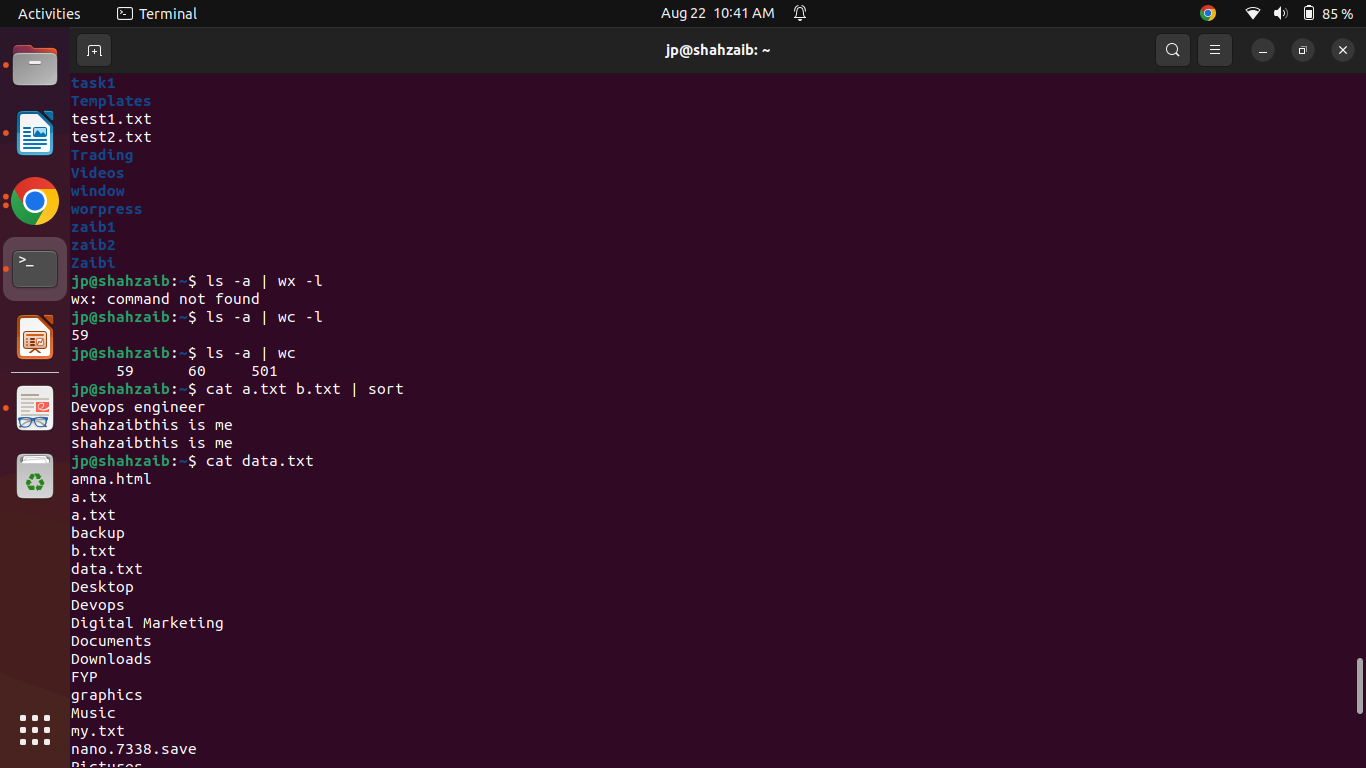 Activities
Terminal
Aug 22 10:41 AM
85 %
jp@shahzaib: ~
task1
Templates
test1.txt
test2.txt
Trading
Videos
window
worpress
zaib1
zaib2
Zaibi
jp@shahzaib:~$ ls -a | wx -l
wx: command not found
jp@shahzaib:~$ ls -a | wc -l
59
jp@shahzaib:~$ ls -a | wc
59 60 501
jp@shahzaib:~$ cat a.txt b.txt | sort
Devops engineer
shahzaibthis is me
shahzaibthis is me
jp@shahzaib:~$ cat data.txt
amna.html
a.tx
a.txt
backup
b.txt
data.txt
Desktop
Devops
Digital Marketing
Documents
Downloads
FYP
graphics
Music
my.txt
nano.7338.save
Pictures